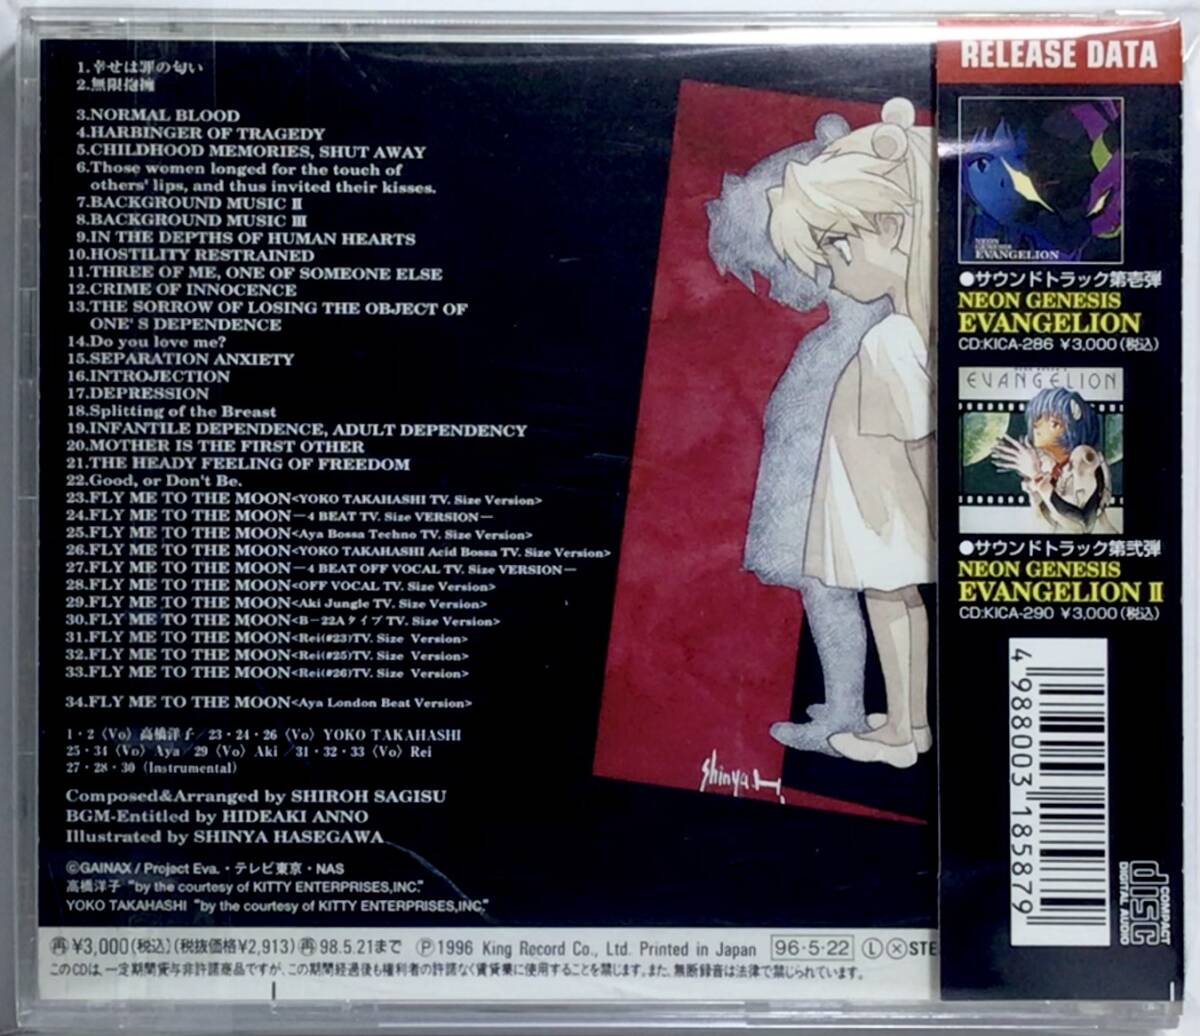 1.幸せは罪の匂い
2.無限抱擁
3.NORMAL BLOOD
4.HARBINGER OF TRAGEDY
5.CHILDHOOD MEMORIES, SHUT AWAY
6.Those women longed for the touch of
others' lips, and thus invited their kisses.
7.BACKGROUND MUSIC Ⅱ
8.BACKGROUND MUSIC Ⅲ
9.IN THE DEPTHS OF HUMAN HEARTS
10.HOSTILITY RESTRAINED
11.THREE OF ME, ONE OF SOMEONE ELSE
12.CRIME OF INNOCENCE
13.THE SORROW OF LOSING THE OBJECT OF
ONE' S DEPENDENCE
14.Do you love me?
15.SEPARATION ANXIETY
16.INTROJECTION
17.DEPRESSION
18.Splitting of the Breast
19.INFANTILE DEPENDENCE, ADULT DEPENDENCY
20.MOTHER IS THE FIRST OTHER
21.THE HEADY FEELING OF FREEDOM
22.Good, or Don't Be.
23.FLY ME TO THE MOON<YOKO TAKAHASHI TV. Size Version>
24.FLY ME TO THE MOON－4 BEAT TV. Size VERSION－
25.FLY ME TO THE MOON<Aya Bossa Techno TV. Size Version>
26.FLY ME TO THE MOON<YOKO TAKAHASHI Acid Bossa TV. Size Version>
27.FLY ME TO THE MOON－4 BEAT OFF VOCAL TV. Size VERSION－
28.FLY ME TO THE MOON<OFF VOCAL TV. Size Version>
29.FLY ME TO THE MOON<Aki Jungle TV. Size Version>
30.FLY ME TO THE MOON<B－22Aタイプ TV. Size Version>
31.FLY ME TO THE MOON<Rei(#23)TV. Size Version>
32.FLY ME TO THE MOON<Rei(#25)TV. Size Version>
33.FLY ME TO THE MOON<Rei(#26)TV. Size Version>
34.FLY ME TO THE MOON<Aya London Beat Version>
1・2〈Vo〉高橋洋子／23・24・26〈Vo〉YOKO TAKAHASHI
25・34〈Vo〉Aya／29〈Vo〉Aki／31・32・33〈Vo〉Rei
27・28・30〈Instrumental〉
Composed&Arranged by SHIROH SAGISU
BGM-Entitled by HIDEAKI ANNO
Illustrated by SHINYA HASEGAWA
©GAINAX / Project Eva.・テレビ東京・NAS
高橋洋子 "by the courtesy of KITTY ENTERPRISES,INC."
YOKO TAKAHASHI "by the courtesy of KITTY ENTERPRISES,INC."
㊝¥3,000(税込)(税抜価格¥2,913)㊝98.5.21まで Ⓟ1996 King Record Co., Ltd. Printed in Japan 96·5·22 Ⓛ Ⓧ STE
このCDは、一定期間貸与非許諾商品ですが、この期間経過後も権利者の許諾なく賃貸業に使用することを禁じます。また、無断録音は法律で禁じられています。
Shinya.H.
RELEASE DATA
NEON
GENESIS
EVANGELION
●サウンドトラック第壱弾
NEON GENESIS
EVANGELION
CD:KICA-286 ¥3,000(税込)
EVANGELION
●サウンドトラック第弐弾
NEON GENESIS
EVANGELION Ⅱ
CD:KICA-290 ¥3,000(税込)
4 988003 185879
COMPACT
disc
DIGITAL AUDIO